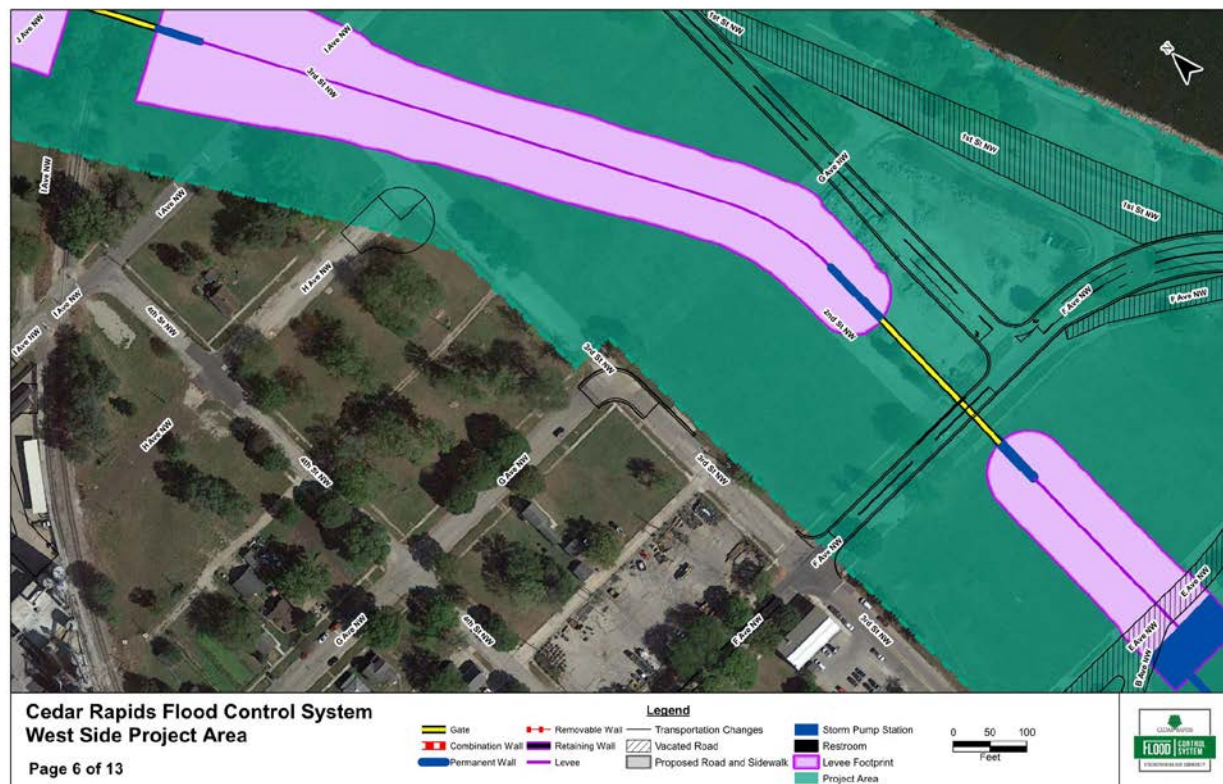 J Ave NW
I Ave NW
3rd St NW
1st St NW
1st St NW
1st St NW
N
G Ave NW
I Ave NW
I Ave NW
I Ave NW
I Ave NW
H Ave NW
4th St NW
2nd St NW
F Ave NW
F Ave NW
3rd St NW
H Ave NW
4th St NW
G Ave NW
3rd St NW
F Ave NW
E Ave NW
E Ave NW
B Ave NW
G Ave NW
4th St NW
F Ave NW
3rd St NW
Cedar Rapids Flood Control System
West Side Project Area
Page 6 of 13
Legend
Gate
Combination Wall
Permanent Wall
Removable Wall
Retaining Wall
Levee
Transportation Changes
Vacated Road
Proposed Road and Sidewalk
Storm Pump Station
Restroom
Levee Footprint
Project Area
0 50 100
Feet
CEDAR RAPIDS
FLOOD CONTROL
SYSTEM